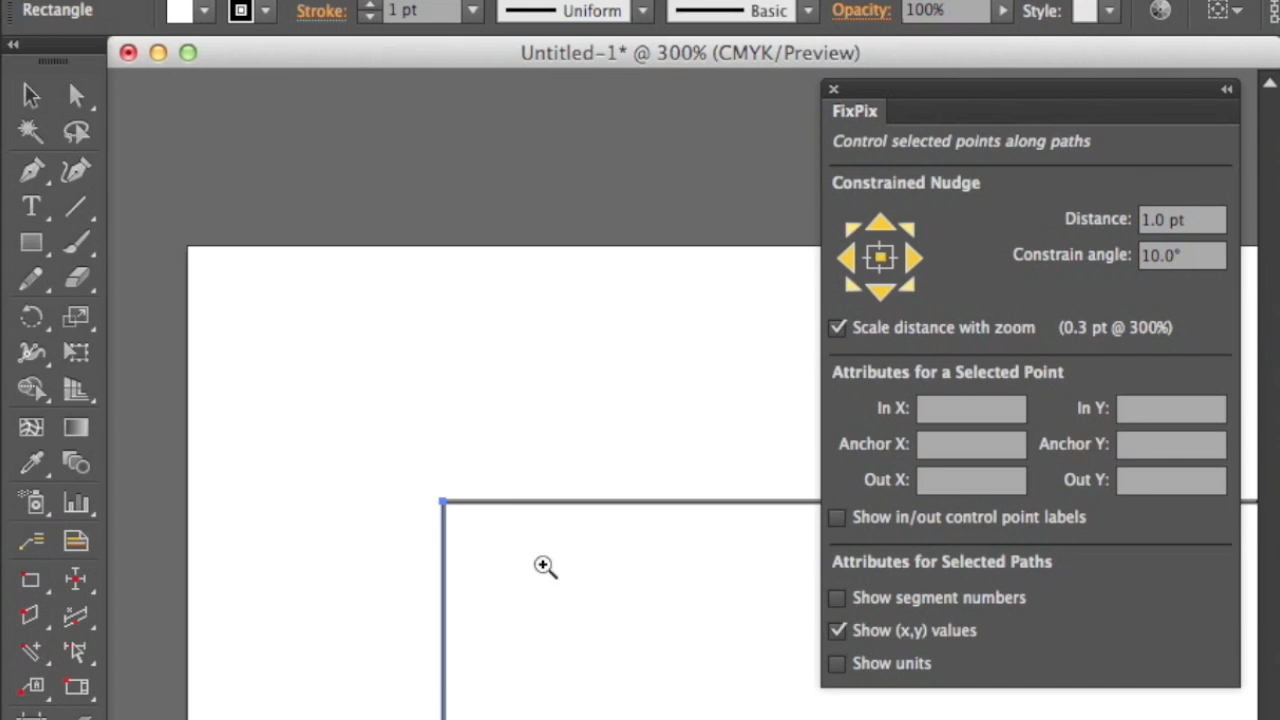 Rectangle Stroke: 1 pt Uniform Basic Opacity: 100% Style:
Untitled-1* @ 300% (CMYK/Preview)
FixPix
Control selected points along paths
Constrained Nudge
Distance: 1.0 pt
Constrain angle: 10.0°
Scale distance with zoom (0.3 pt @ 300%)
Attributes for a Selected Point
In X: In Y:
Anchor X: Anchor Y:
Out X: Out Y:
Show in/out control point labels
Attributes for Selected Paths
Show segment numbers
Show (x,y) values
Show units